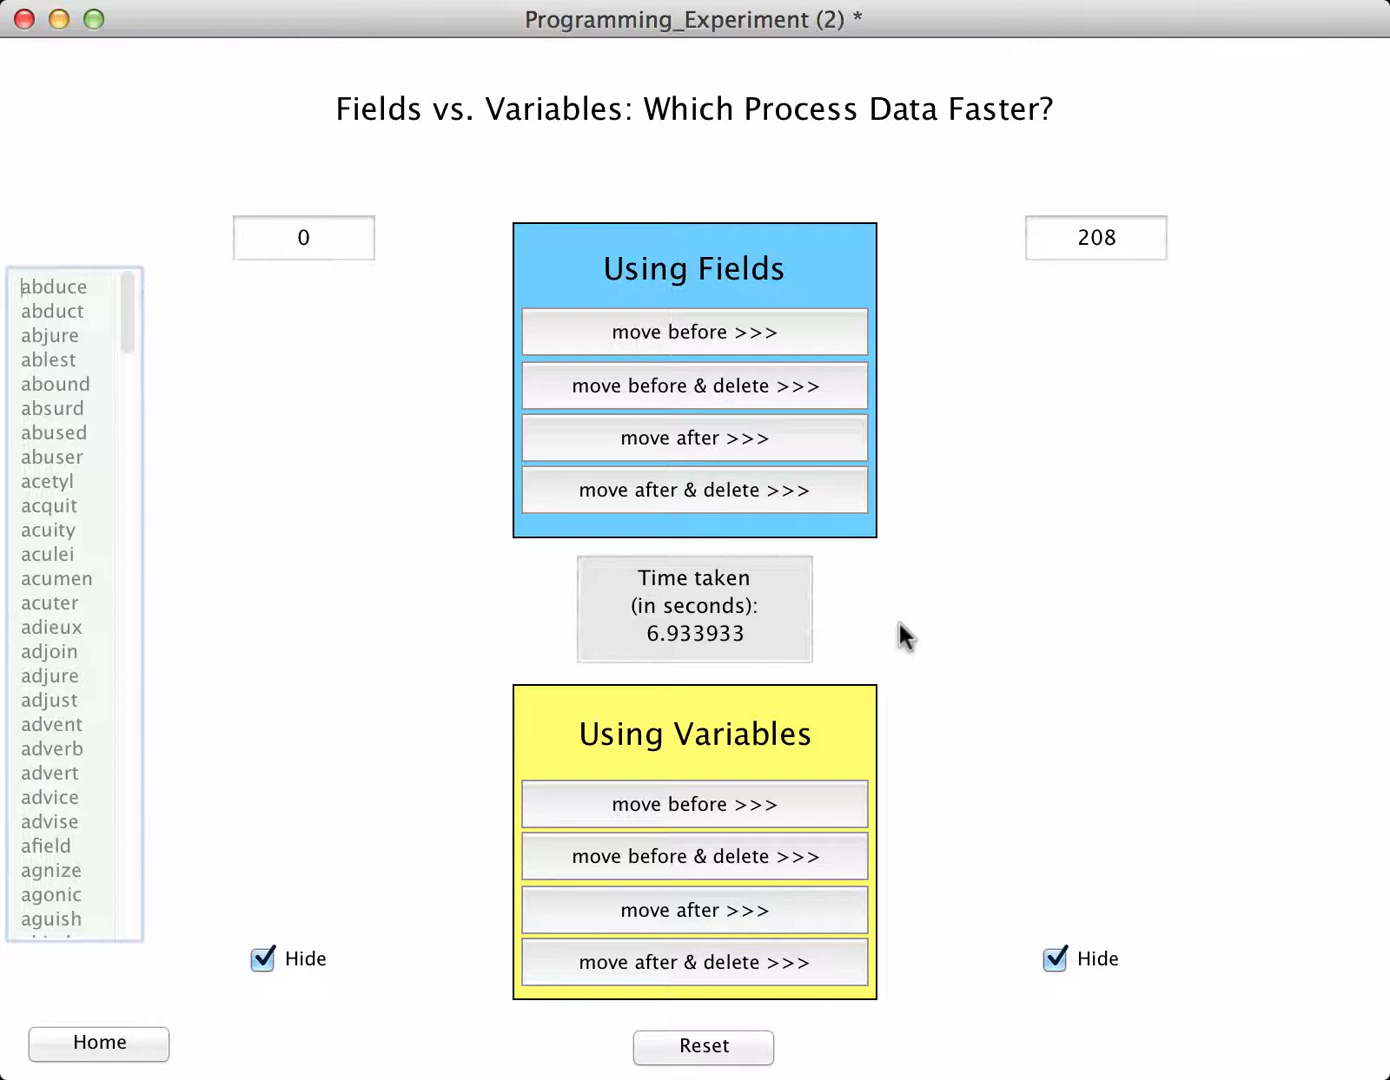 Programming_Experiment (2) *
Fields vs. Variables: Which Process Data Faster?
0
208
abduce
abduct
abjure
ablest
abound
absurd
abused
abuser
acetyl
acquit
acuity
aculei
acumen
acuter
adieux
adjoin
adjure
adjust
advent
adverb
advert
advice
advise
afield
agnize
agonic
aguish
Using Fields
move before >>>
move before & delete >>>
move after >>>
move after & delete >>>
Time taken
(in seconds):
6.933933
Using Variables
move before >>>
move before & delete >>>
move after >>>
move after & delete >>>
Hide
Hide
Home
Reset